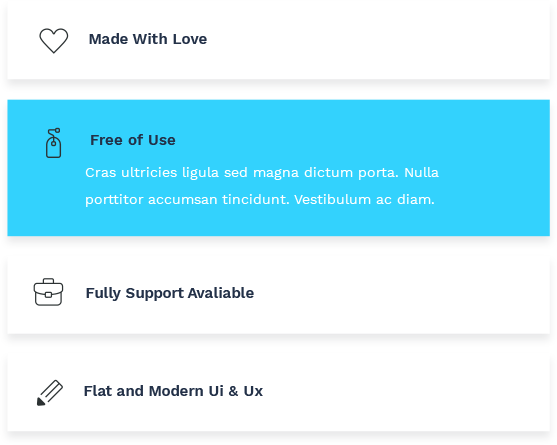 Made With Love
Free of Use
Cras ultricies ligula sed magna dictum porta. Nulla
porttitor accumsan tincidunt. Vestibulum ac diam.
Fully Support Avaliable
Flat and Modern Ui & Ux